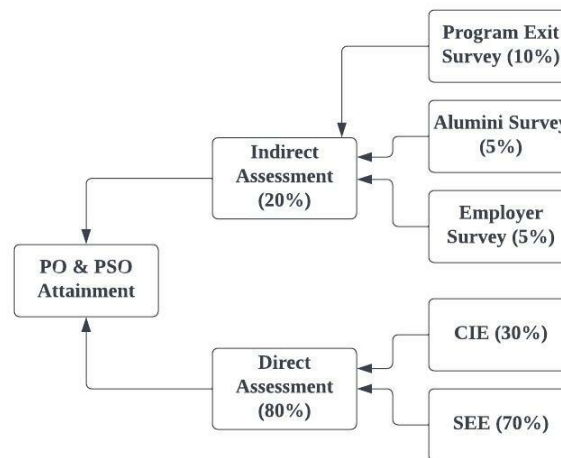 Program Exit
Survey (10%)
Alumini Survey
(5%)
Indirect
Assessment
(20%)
Employer
Survey (5%)
PO & PSO
Attainment
CIE (30%)
Direct
Assessment
(80%)
SEE (70%)